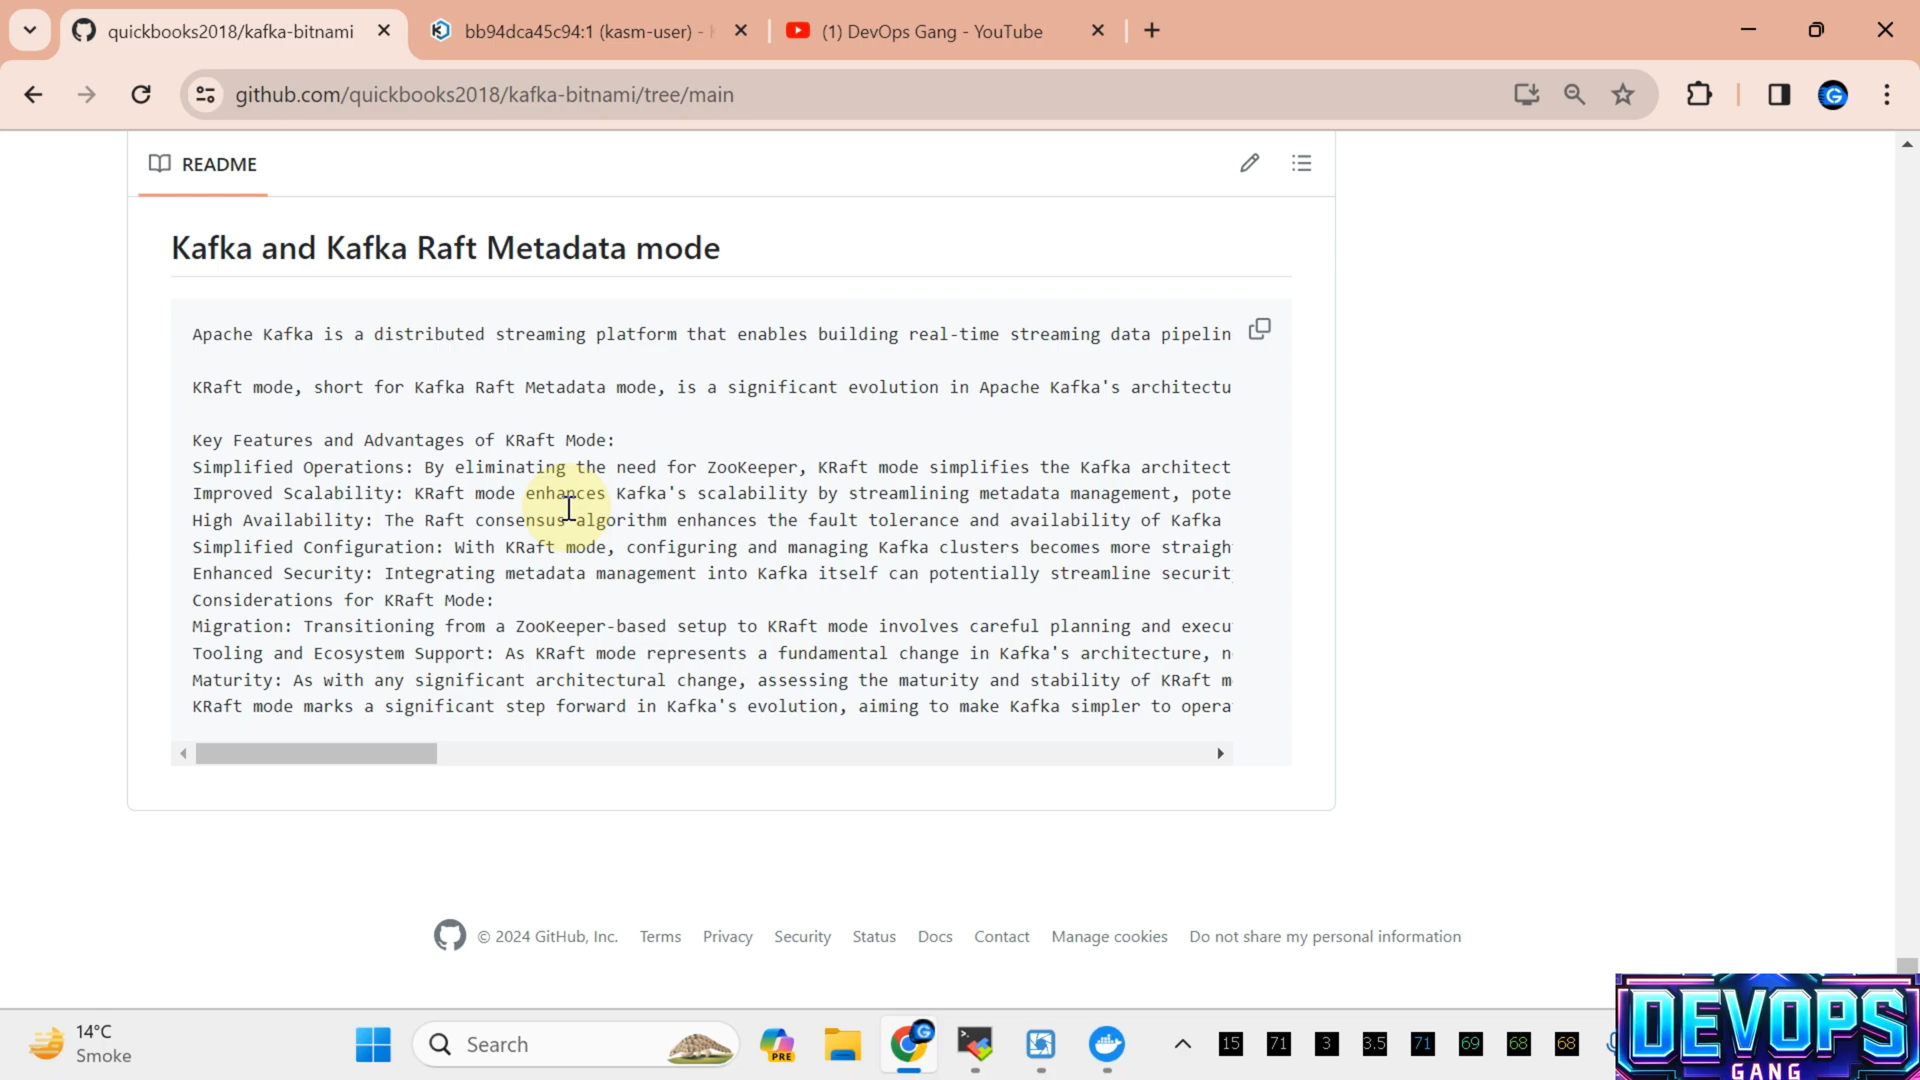 quickbooks2018/kafka-bitnami
bb94dca45c94:1 (kasm-user) -
(1) DevOps Gang - YouTube
github.com/quickbooks2018/kafka-bitnami/tree/main
README
Kafka and Kafka Raft Metadata mode
Apache Kafka is a distributed streaming platform that enables building real-time streaming data pipelin
KRaft mode, short for Kafka Raft Metadata mode, is a significant evolution in Apache Kafka's architectu
Key Features and Advantages of KRaft Mode:
Simplified Operations: By eliminating the need for ZooKeeper, KRaft mode simplifies the Kafka architect
Improved Scalability: KRaft mode enhances Kafka's scalability by streamlining metadata management, pote
High Availability: The Raft consensus algorithm enhances the fault tolerance and availability of Kafka
Simplified Configuration: With KRaft mode, configuring and managing Kafka clusters becomes more straigh
Enhanced Security: Integrating metadata management into Kafka itself can potentially streamline securit
Considerations for KRaft Mode:
Migration: Transitioning from a ZooKeeper-based setup to KRaft mode involves careful planning and execu
Tooling and Ecosystem Support: As KRaft mode represents a fundamental change in Kafka's architecture, n
Maturity: As with any significant architectural change, assessing the maturity and stability of KRaft m
KRaft mode marks a significant step forward in Kafka's evolution, aiming to make Kafka simpler to opera
© 2024 GitHub, Inc. Terms Privacy Security Status Docs Contact Manage cookies Do not share my personal information
14°C
Smoke
Search
PRE
15 71 3 3.5 71 69 68 68
DEVOPS
GANG